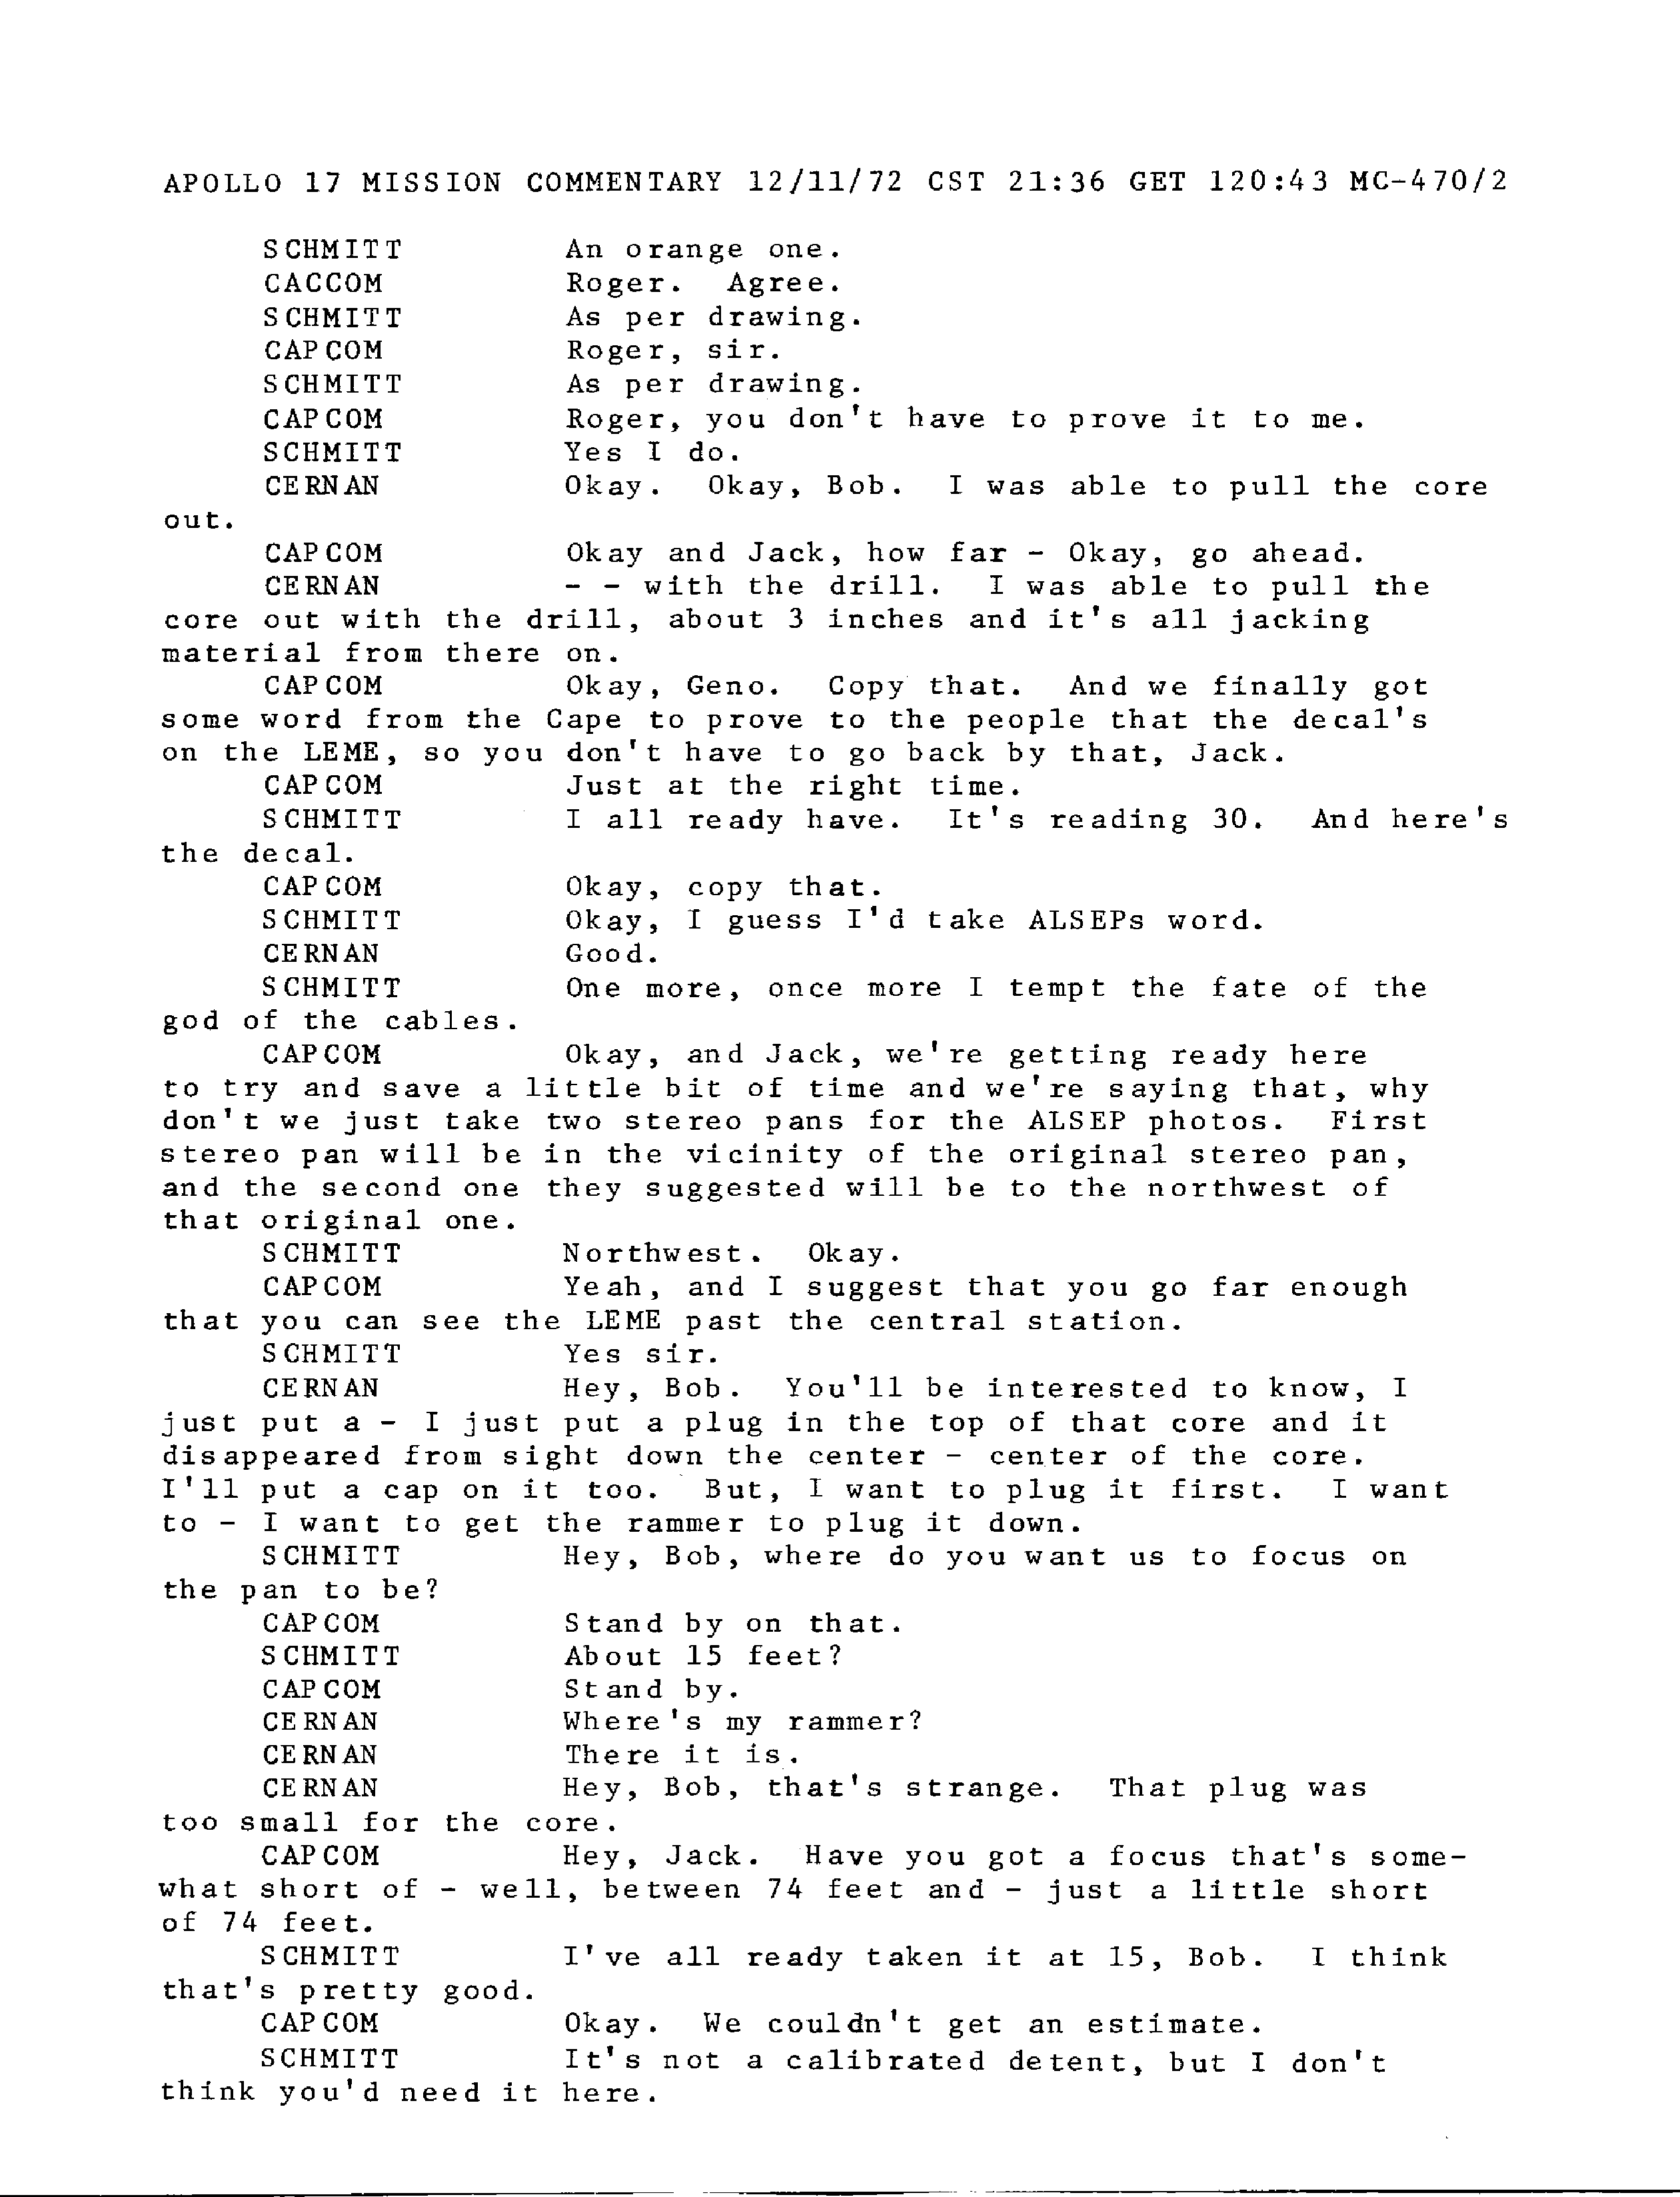 APOLLO 17 MISSION COMMENTARY 12/11/72 CST 21:36 GET 120:43 MC-470/2
SCHMITT An orange one.
CACCOM Roger. Agree.
SCHMITT As per drawing.
CAPCOM Roger, sir.
SCHMITT As per drawing.
CAPCOM Roger, you don't have to prove it to me.
SCHMITT Yes I do.
CERNAN Okay. Okay, Bob. I was able to pull the core
out.
CAPCOM Okay and Jack, how far - Okay, go ahead.
CERNAN - - with the drill. I was able to pull the
core out with the drill, about 3 inches and it's all jacking
material from there on.
CAPCOM Okay, Geno. Copy that. And we finally got
some word from the Cape to prove to the people that the decal's
on the LEME, so you don't have to go back by that, Jack.
CAPCOM Just at the right time.
SCHMITT I all ready have. It's reading 30. And here's
the decal.
CAPCOM Okay, copy that.
SCHMITT Okay, I guess I'd take ALSEPs word.
CERNAN Good.
SCHMITT One more, once more I tempt the fate of the
god of the cables.
CAPCOM Okay, and Jack, we're getting ready here
to try and save a little bit of time and we're saying that, why
don't we just take two stereo pans for the ALSEP photos. First
stereo pan will be in the vicinity of the original stereo pan,
and the second one they suggested will be to the northwest of
that original one.
SCHMITT Northwest. Okay.
CAPCOM Yeah, and I suggest that you go far enough
that you can see the LEME past the central station.
SCHMITT Yes sir.
CERNAN Hey, Bob. You'll be interested to know, I
just put a - I just put a plug in the top of that core and it
disappeared from sight down the center - center of the core.
I'll put a cap on it too. But, I want to plug it first. I want
to - I want to get the rammer to plug it down.
SCHMITT Hey, Bob, where do you want us to focus on
the pan to be?
CAPCOM Stand by on that.
SCHMITT About 15 feet?
CAPCOM Stand by.
CERNAN Where's my rammer?
CERNAN There it is.
CERNAN Hey, Bob, that's strange. That plug was
too small for the core.
CAPCOM Hey, Jack. Have you got a focus that's some-
what short of - well, between 74 feet and - just a little short
of 74 feet.
SCHMITT I've all ready taken it at 15, Bob. I think
that's pretty good.
CAPCOM Okay. We couldn't get an estimate.
SCHMITT It's not a calibrated detent, but I don't
think you'd need it here.